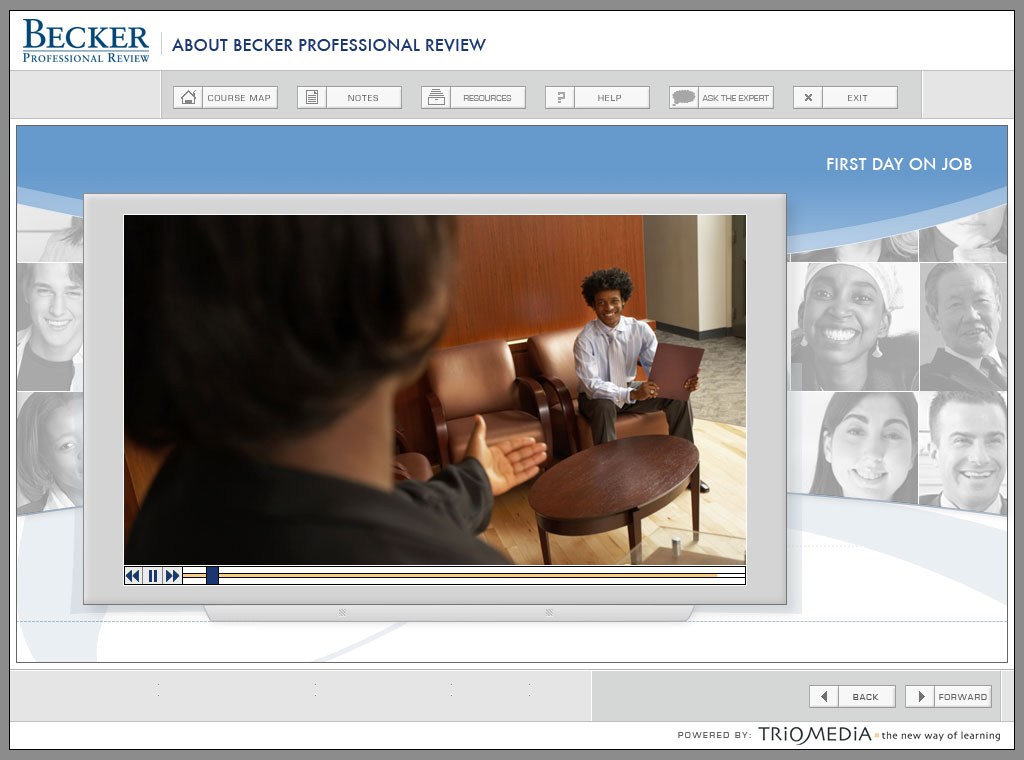 BECKER
PROFESSIONAL REVIEW
ABOUT BECKER PROFESSIONAL REVIEW
COURSE MAP
NOTES
RESOURCES
HELP
ASK THE EXPERT
EXIT
FIRST DAY ON JOB
BACK
FORWARD
POWERED BY: TRIOMEDIA the new way of learning